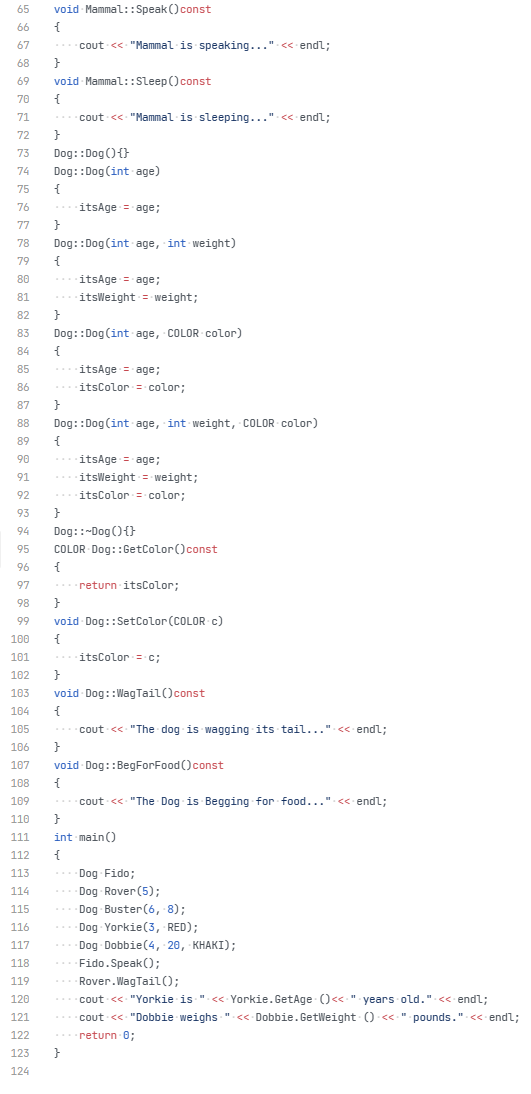 65 void Mammal::Speak()const
66 {
67     cout << "Mammal is speaking..." << endl;
68 }
69 void Mammal::Sleep()const
70 {
71     cout << "Mammal is sleeping..." << endl;
72 }
73 Dog::Dog(){}
74 Dog::Dog(int age)
75 {
76     itsAge = age;
77 }
78 Dog::Dog(int age, int weight)
79 {
80     itsAge = age;
81     itsWeight = weight;
82 }
83 Dog::Dog(int age, COLOR color)
84 {
85     itsAge = age;
86     itsColor = color;
87 }
88 Dog::Dog(int age, int weight, COLOR color)
89 {
90     itsAge = age;
91     itsWeight = weight;
92     itsColor = color;
93 }
94 Dog::~Dog(){}
95 COLOR Dog::GetColor()const
96 {
97     return itsColor;
98 }
99 void Dog::SetColor(COLOR c)
100 {
101     itsColor = c;
102 }
103 void Dog::WagTail()const
104 {
105     cout << "The dog is wagging its tail..." << endl;
106 }
107 void Dog::BegForFood()const
108 {
109     cout << "The Dog is Begging for food..." << endl;
110 }
111 int main()
112 {
113     Dog Fido;
114     Dog Rover(5);
115     Dog Buster(6, 8);
116     Dog Yorkie(3, RED);
117     Dog Dobbie(4, 20, KHAKI);
118     Fido.Speak();
119     Rover.WagTail();
120     cout << "Yorkie is " << Yorkie.GetAge ()<< " years old." << endl;
121     cout << "Dobbie weighs " << Dobbie.GetWeight () << " pounds." << endl;
122     return 0;
123 }
124